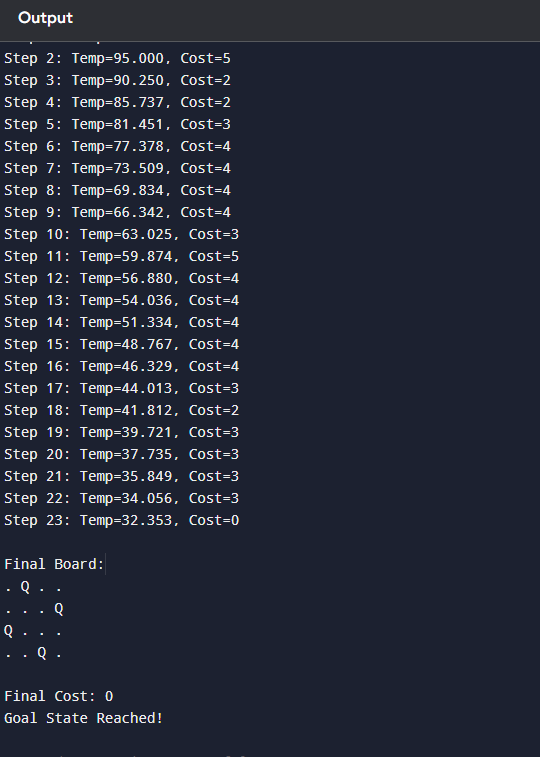 Output
Step 2: Temp=95.000, Cost=5
Step 3: Temp=90.250, Cost=2
Step 4: Temp=85.737, Cost=2
Step 5: Temp=81.451, Cost=3
Step 6: Temp=77.378, Cost=4
Step 7: Temp=73.509, Cost=4
Step 8: Temp=69.834, Cost=4
Step 9: Temp=66.342, Cost=4
Step 10: Temp=63.025, Cost=3
Step 11: Temp=59.874, Cost=5
Step 12: Temp=56.880, Cost=4
Step 13: Temp=54.036, Cost=4
Step 14: Temp=51.334, Cost=4
Step 15: Temp=48.767, Cost=4
Step 16: Temp=46.329, Cost=4
Step 17: Temp=44.013, Cost=3
Step 18: Temp=41.812, Cost=2
Step 19: Temp=39.721, Cost=3
Step 20: Temp=37.735, Cost=3
Step 21: Temp=35.849, Cost=3
Step 22: Temp=34.056, Cost=3
Step 23: Temp=32.353, Cost=0
Final Board:
. Q . .
. . . Q
Q . . .
. . Q .
Final Cost: 0
Goal State Reached!